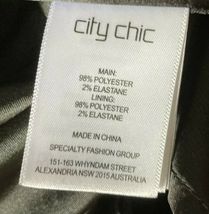 city chic
MAIN:
98% POLYESTER
2% ELASTANE
LINING:
98% POLYESTER
2% ELASTANE
MADE IN CHINA
SPECIALTY FASHION GROUP
151-163 WHYNDAM STREET
ALEXANDRIA NSW 2015 AUSTRALIA